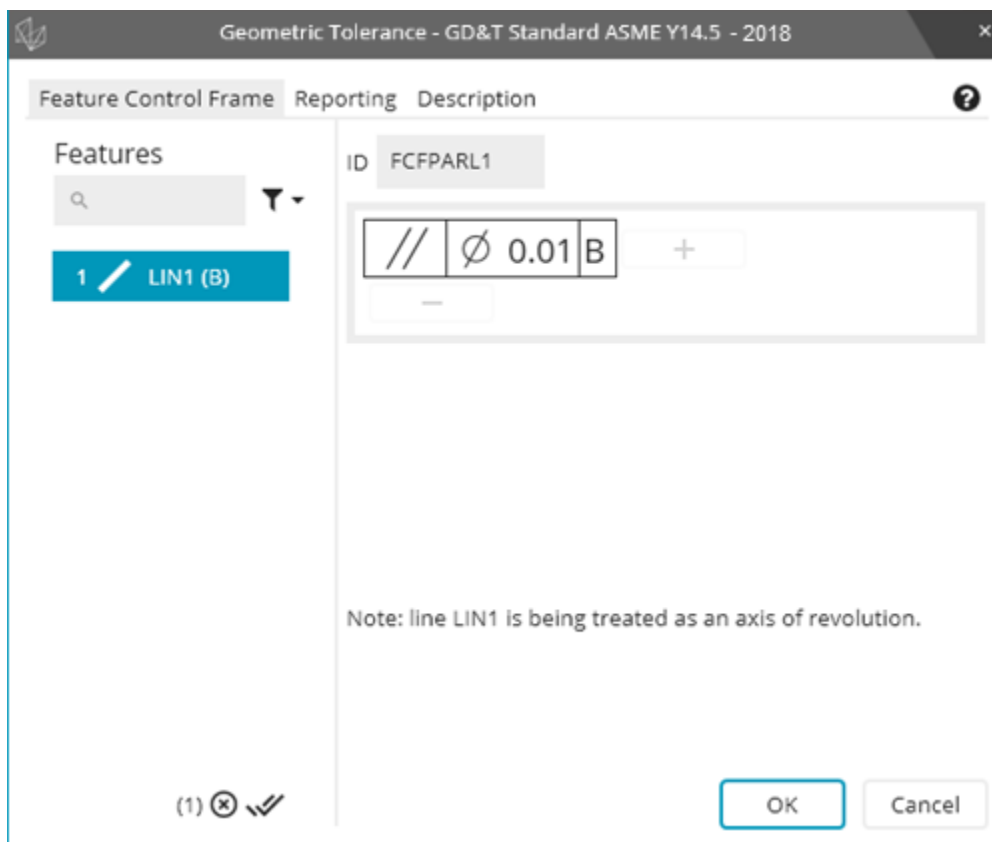 Geometric Tolerance - GD&T Standard ASME Y14.5 - 2018
Feature Control Frame Reporting Description
Features
ID FCFPARL1
// ⌀ 0.01 B
1 LIN1 (B)
Note: line LIN1 is being treated as an axis of revolution.
(1)
OK Cancel